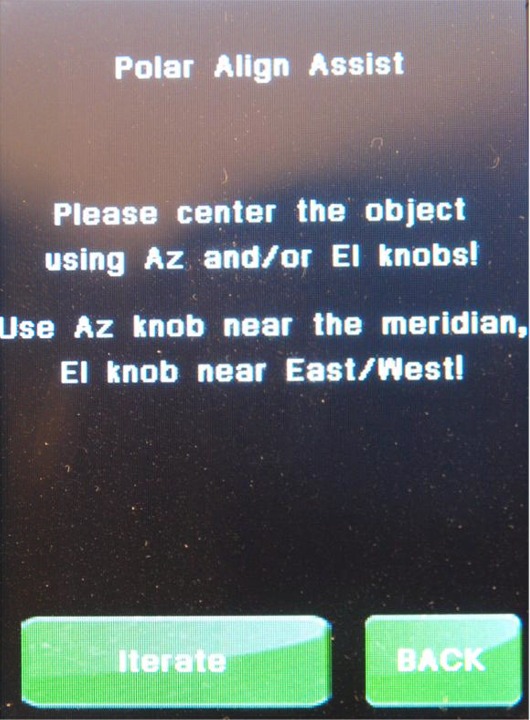 Polar Align Assist
Please center the object
using Az and/or El knobs!
Use Az knob near the meridian,
El knob near East/West!
Iterate
BACK